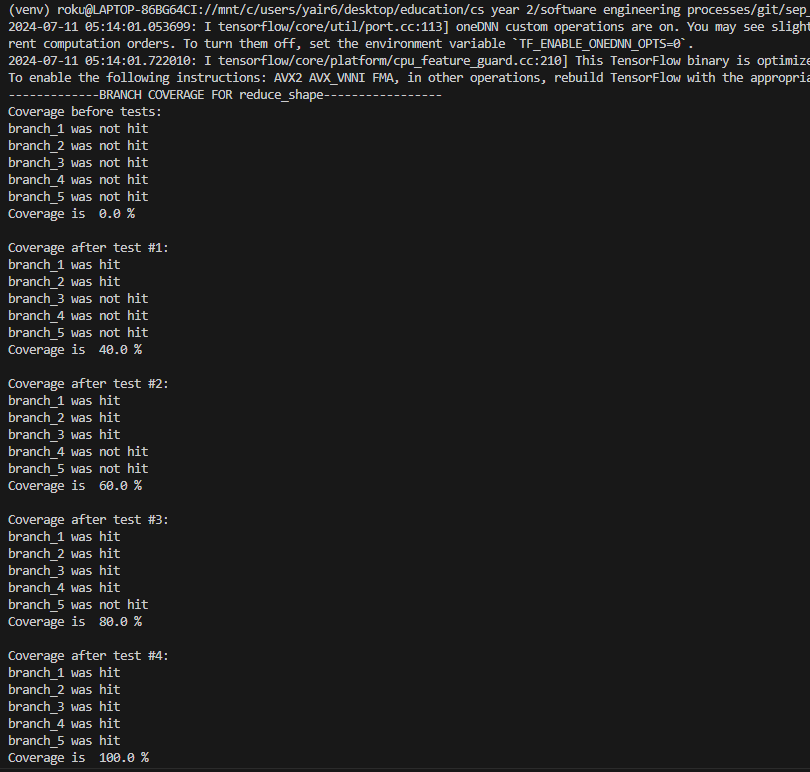 (venv) roku@LAPTOP-86BG64CI://mnt/c/users/yair6/desktop/education/cs year 2/software engineering processes/git/sep_
2024-07-11 05:14:01.053699: I tensorflow/core/util/port.cc:113] oneDNN custom operations are on. You may see slight
rent computation orders. To turn them off, set the environment variable `TF_ENABLE_ONEDNN_OPTS=0`.
2024-07-11 05:14:01.722010: I tensorflow/core/platform/cpu_feature_guard.cc:210] This TensorFlow binary is optimize
To enable the following instructions: AVX2 AVX_VNNI FMA, in other operations, rebuild TensorFlow with the appropria
-------------BRANCH COVERAGE FOR reduce_shape-----------------
Coverage before tests:
branch_1 was not hit
branch_2 was not hit
branch_3 was not hit
branch_4 was not hit
branch_5 was not hit
Coverage is  0.0 %

Coverage after test #1:
branch_1 was hit
branch_2 was hit
branch_3 was not hit
branch_4 was not hit
branch_5 was not hit
Coverage is  40.0 %

Coverage after test #2:
branch_1 was hit
branch_2 was hit
branch_3 was hit
branch_4 was not hit
branch_5 was not hit
Coverage is  60.0 %

Coverage after test #3:
branch_1 was hit
branch_2 was hit
branch_3 was hit
branch_4 was hit
branch_5 was not hit
Coverage is  80.0 %

Coverage after test #4:
branch_1 was hit
branch_2 was hit
branch_3 was hit
branch_4 was hit
branch_5 was hit
Coverage is  100.0 %